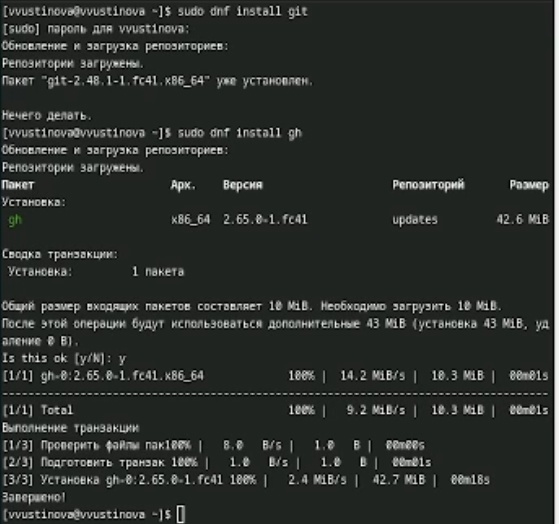 [vvustinova@vvustinova ~]$ sudo dnf install git
[sudo] пароль для vvustinova:
Обновление и загрузка репозиториев:
Репозитории загружены.
Пакет "git-2.48.1-1.fc41.x86_64" уже установлен.
Нечего делать.
[vvustinova@vvustinova ~]$ sudo dnf install gh
Обновление и загрузка репозиториев:
Репозитории загружены.
Пакет Арх. Версия Репозиторий Размер
Установка:
gh x86_64 2.65.0-1.fc41 updates 42.6 MiB
Сводка транзакции:
Установка: 1 пакета
Общий размер входящих пакетов составляет 10 MiB. Необходимо загрузить 10 MiB.
После этой операции будут использоваться дополнительные 43 MiB (установка 43 MiB, уд
аление 0 B).
Is this ok [y/N]: y
[1/1] gh-0:2.65.0-1.fc41.x86_64 100% | 14.2 MiB/s | 10.3 MiB | 00m01s
--------------------------------------------------------------------------------
[1/1] Total 100% | 9.2 MiB/s | 10.3 MiB | 00m01s
Выполнение транзакции
[1/3] Проверить файлы пак100% | 8.0 B/s | 1.0 B | 00m00s
[2/3] Подготовить транзак 100% | 1.0 B/s | 1.0 B | 00m01s
[3/3] Установка gh-0:2.65.0-1.fc41 100% | 2.4 MiB/s | 42.7 MiB | 00m18s
Завершено!
[vvustinova@vvustinova ~]$